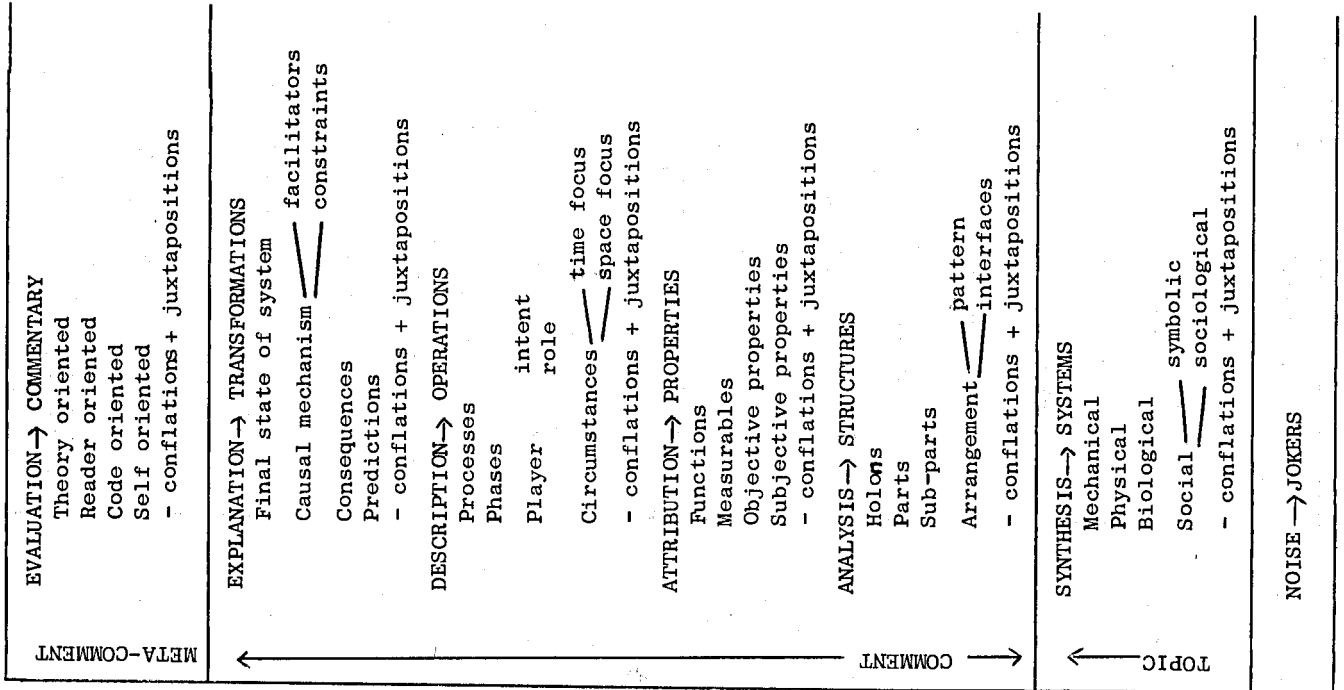 META-COMMENT
EVALUATION→ COMMENTARY
Theory oriented
Reader oriented
Code oriented
Self oriented
- conflations + juxtapositions
COMMENT
EXPLANATION→ TRANSFORMATIONS
Final state of system
Causal mechanism
facilitators
constraints
Consequences
Predictions
- conflations + juxtapositions
DESCRIPTION→ OPERATIONS
Processes
Phases
Player
intent
role
Circumstances
time focus
space focus
- conflations + juxtapositions
ATTRIBUTION→ PROPERTIES
Functions
Measurables
Objective properties
Subjective properties
- conflations + juxtapositions
ANALYSIS→ STRUCTURES
Holons
Parts
Sub-parts
Arrangement
pattern
interfaces
- conflations + juxtapositions
TOPIC
SYNTHESIS→ SYSTEMS
Mechanical
Physical
Biological
Social
symbolic
sociological
- conflations + juxtapositions
NOISE →JOKERS